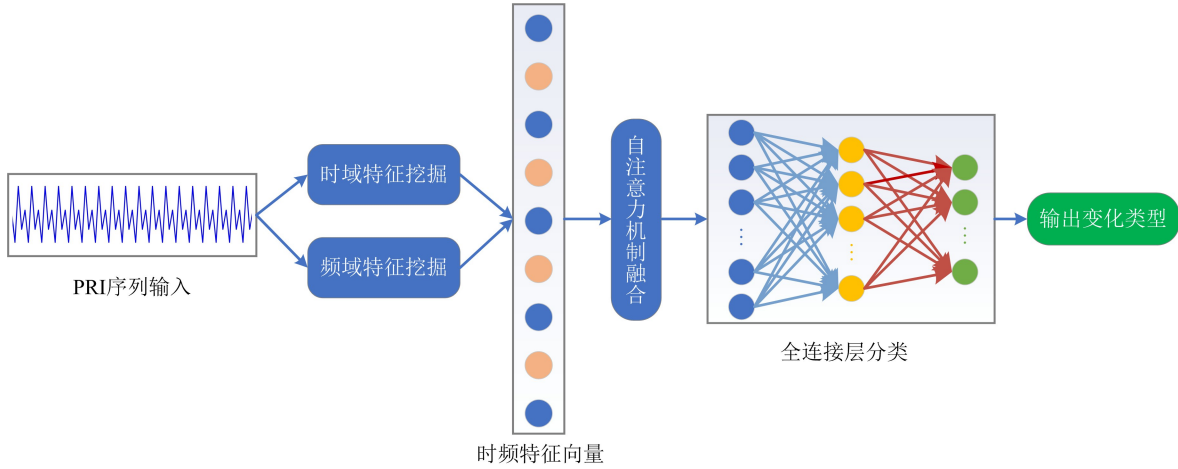 PRI序列输入
时域特征挖掘
频域特征挖掘
时频特征向量
自注意力机制融合
全连接层分类
输出变化类型